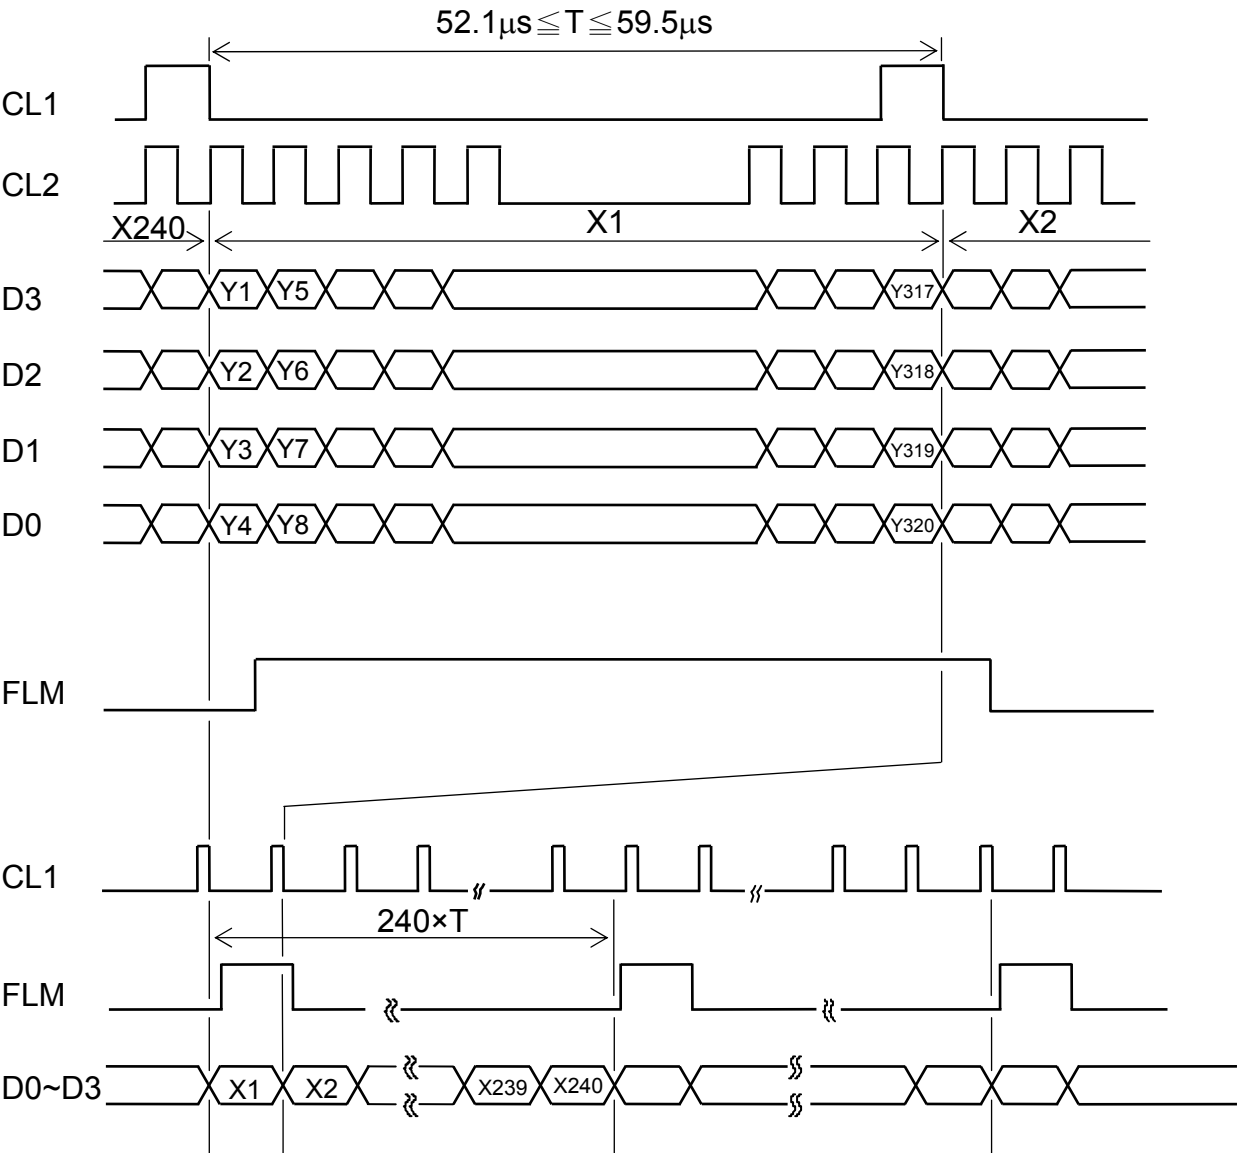 52.1μs≦T≦59.5μs
CL1
CL2
X240 X1 X2
D3 Y1 Y5 Y317
D2 Y2 Y6 Y318
D1 Y3 Y7 Y319
D0 Y4 Y8 Y320
FLM
CL1
240×T
FLM
D0~D3 X1 X2 X239 X240